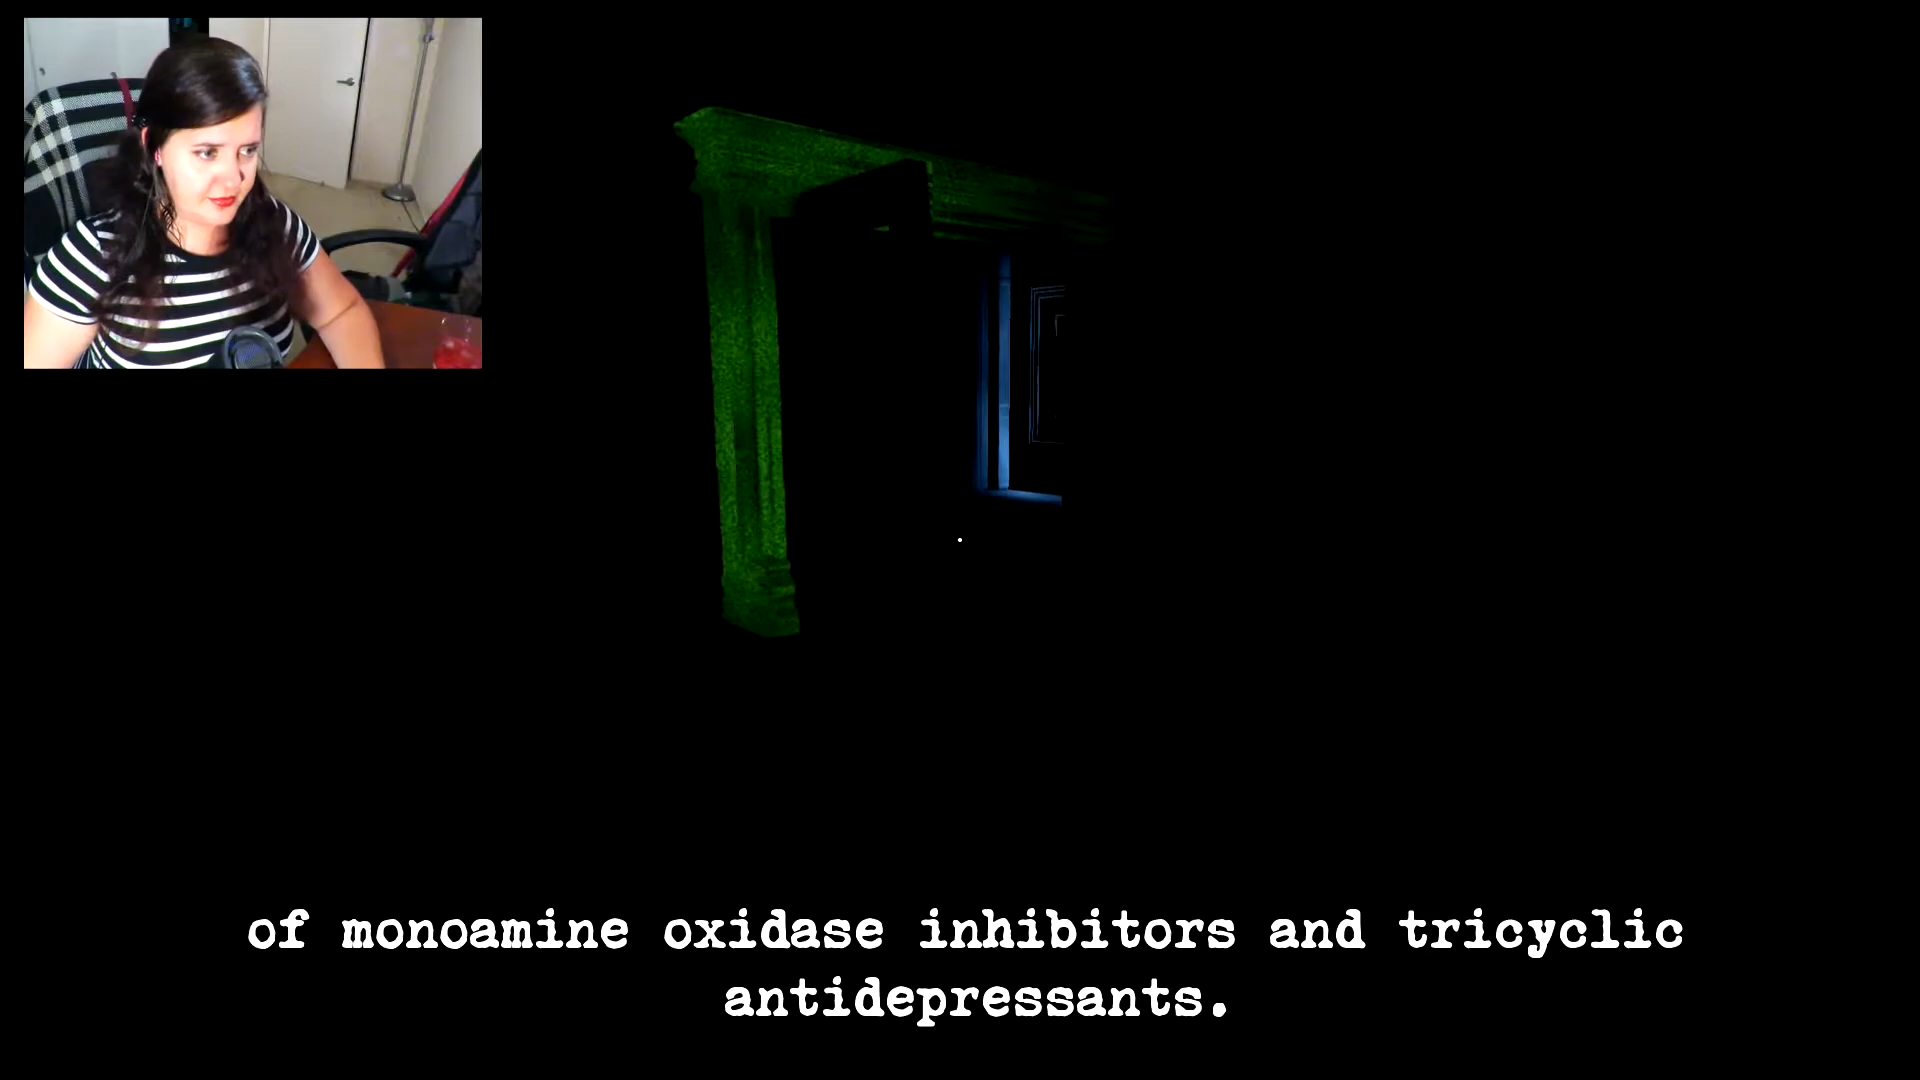 of monoamine oxidase inhibitors and tricyclic
antidepressants.